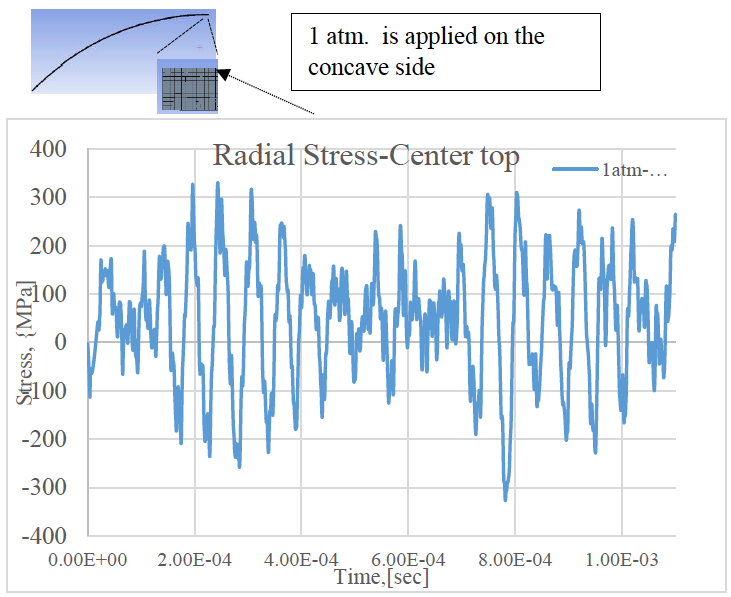 1 atm. is applied on the
concave side
Radial Stress-Center top
1atm-...
400
300
200
100
0
-100
-200
-300
-400
Stress, {MPa]
0.00E+00 2.00E-04 4.00E-04 6.00E-04 8.00E-04 1.00E-03
Time,[sec]